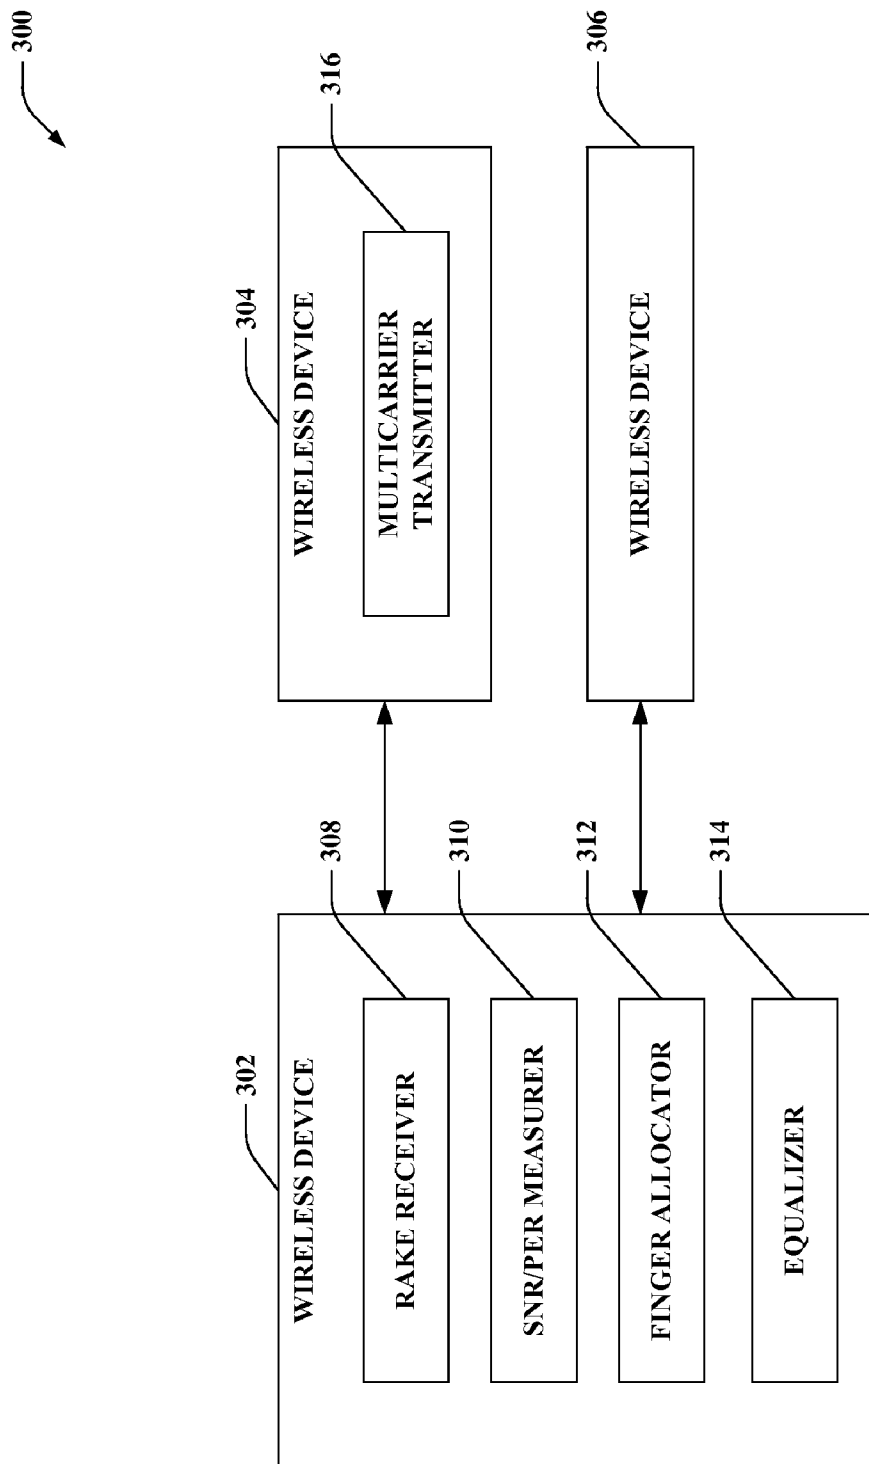 300
302
WIRELESS DEVICE
308
RAKE RECEIVER
310
SNR/PER MEASURER
312
FINGER ALLOCATOR
314
EQUALIZER
304
WIRELESS DEVICE
316
MULTICARRIER
TRANSMITTER
306
WIRELESS DEVICE